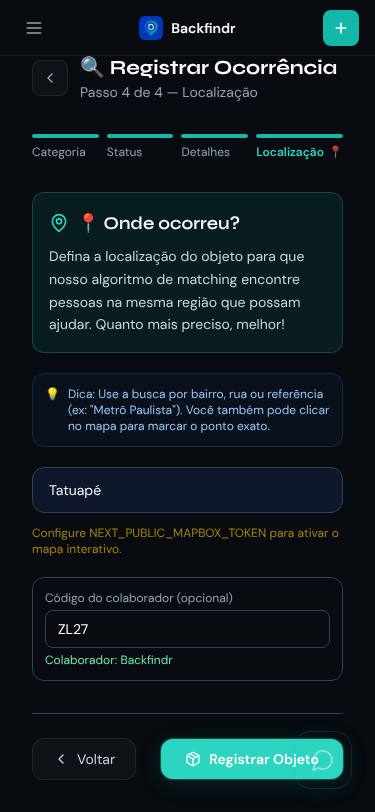 Backfindr
🔍 Registrar Ocorrência
Passo 4 de 4 — Localização
Categoria
Status
Detalhes
Localização 📍
📍 Onde ocorreu?
Defina a localização do objeto para que
nosso algoritmo de matching encontre
pessoas na mesma região que possam
ajudar. Quanto mais preciso, melhor!
💡 Dica: Use a busca por bairro, rua ou referência
(ex: "Metrô Paulista"). Você também pode clicar
no mapa para marcar o ponto exato.
Tatuapé
Configure NEXT_PUBLIC_MAPBOX_TOKEN para ativar o
mapa interativo.
Código do colaborador (opcional)
ZL27
Colaborador: Backfindr
Voltar
Registrar Objeto